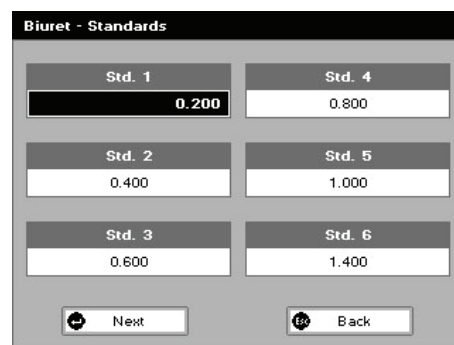 Biuret - Standards
Std. 1
0.200
Std. 4
0.800
Std. 2
0.400
Std. 5
1.000
Std. 3
0.600
Std. 6
1.400
Next
Esc Back